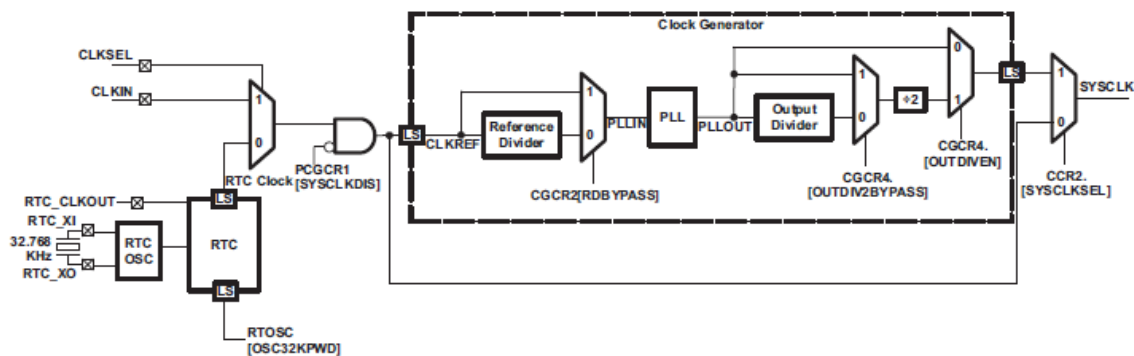 Clock Generator
CLKSEL
CLKIN
1
0
RTC Clock
PCGCR1
[SYSCLKDIS]
LS
CLKREF
Reference
Divider
1
0
CGCR2[RDBYPASS]
PLLIN
PLL
PLLOUT
Output
Divider
1
0
CGCR4.
[OUTDIV2BYPASS]
÷2
0
1
CGCR4.
[OUTDIVEN]
LS
1
0
SYSCLK
CCR2.
[SYSCLKSEL]
RTC_CLKOUT
RTC_XI
32.768
KHz
RTC_XO
RTC
OSC
LS
RTC
LS
RTOSC
[OSC32KPWD]